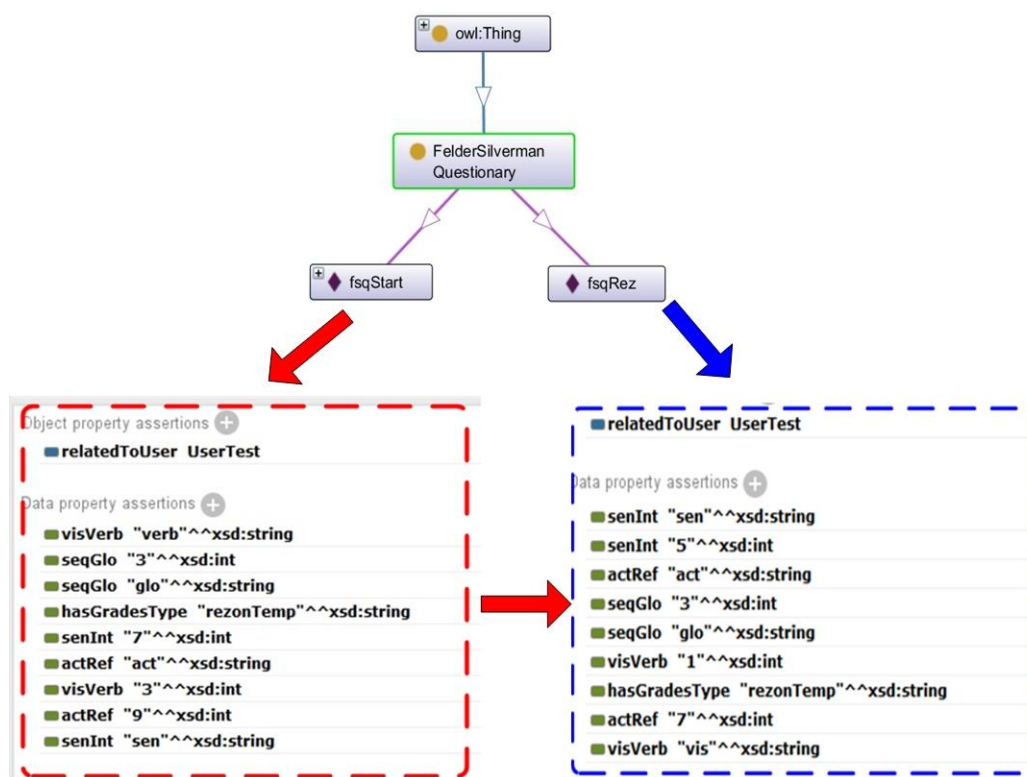 owl:Thing
FelderSilverman
Questionary
fsqStart
fsqRez
Object property assertions
relatedToUser UserTest
Data property assertions
visVerb "verb"^^xsd:string
seqGlo "3"^^xsd:int
seqGlo "glo"^^xsd:string
hasGradesType "rezonTemp"^^xsd:string
senInt "7"^^xsd:int
actRef "act"^^xsd:string
visVerb "3"^^xsd:int
actRef "9"^^xsd:int
senInt "sen"^^xsd:string
relatedToUser UserTest
Data property assertions
senInt "sen"^^xsd:string
senInt "5"^^xsd:int
actRef "act"^^xsd:string
seqGlo "3"^^xsd:int
seqGlo "glo"^^xsd:string
visVerb "1"^^xsd:int
hasGradesType "rezonTemp"^^xsd:string
actRef "7"^^xsd:int
visVerb "vis"^^xsd:string